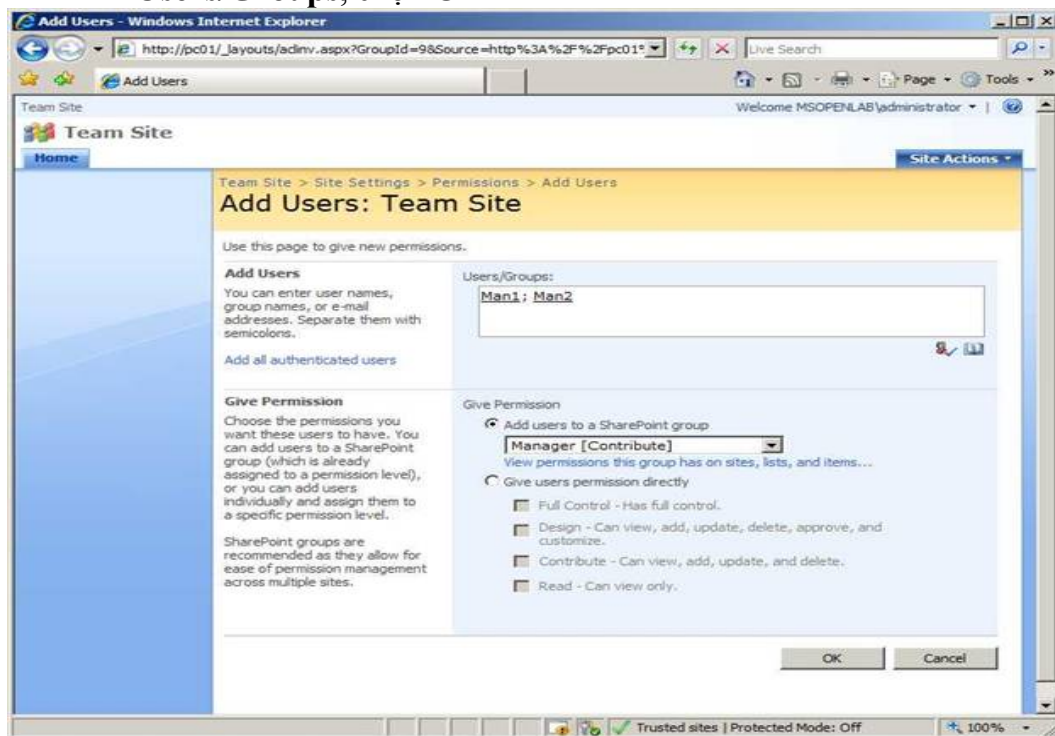 Add Users - Windows Internet Explorer
http://pc01/_layouts/adinv.aspx?GroupId=9&Source=http%3A%2F%2Fpc01
Live Search
Add Users
Page
Tools
Team Site
Welcome MSOPENLAB\administrator
Team Site
Home
Site Actions
Team Site > Site Settings > Permissions > Add Users
Add Users: Team Site
Use this page to give new permissions.
Add Users
You can enter user names,
group names, or e-mail
addresses. Separate them with
semicolons.
Add all authenticated users
Users/Groups:
Man1; Man2
Give Permission
Choose the permissions you
want these users to have. You
can add users to a SharePoint
group (which is already
assigned to a permission level),
or you can add users
individually and assign them to
a specific permission level.
SharePoint groups are
recommended as they allow for
ease of permission management
across multiple sites.
Give Permission
Add users to a SharePoint group
Manager [Contribute]
View permissions this group has on sites, lists, and items...
Give users permission directly
Full Control - Has full control.
Design - Can view, add, update, delete, approve, and
customize.
Contribute - Can view, add, update, and delete.
Read - Can view only.
OK
Cancel
Trusted sites | Protected Mode: Off
100%